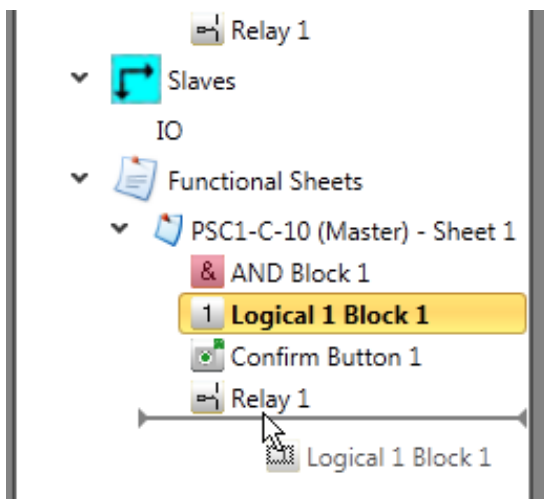 Relay 1
Slaves
IO
Functional Sheets
PSC1-C-10 (Master) - Sheet 1
& AND Block 1
1 Logical 1 Block 1
Confirm Button 1
Relay 1
Logical 1 Block 1